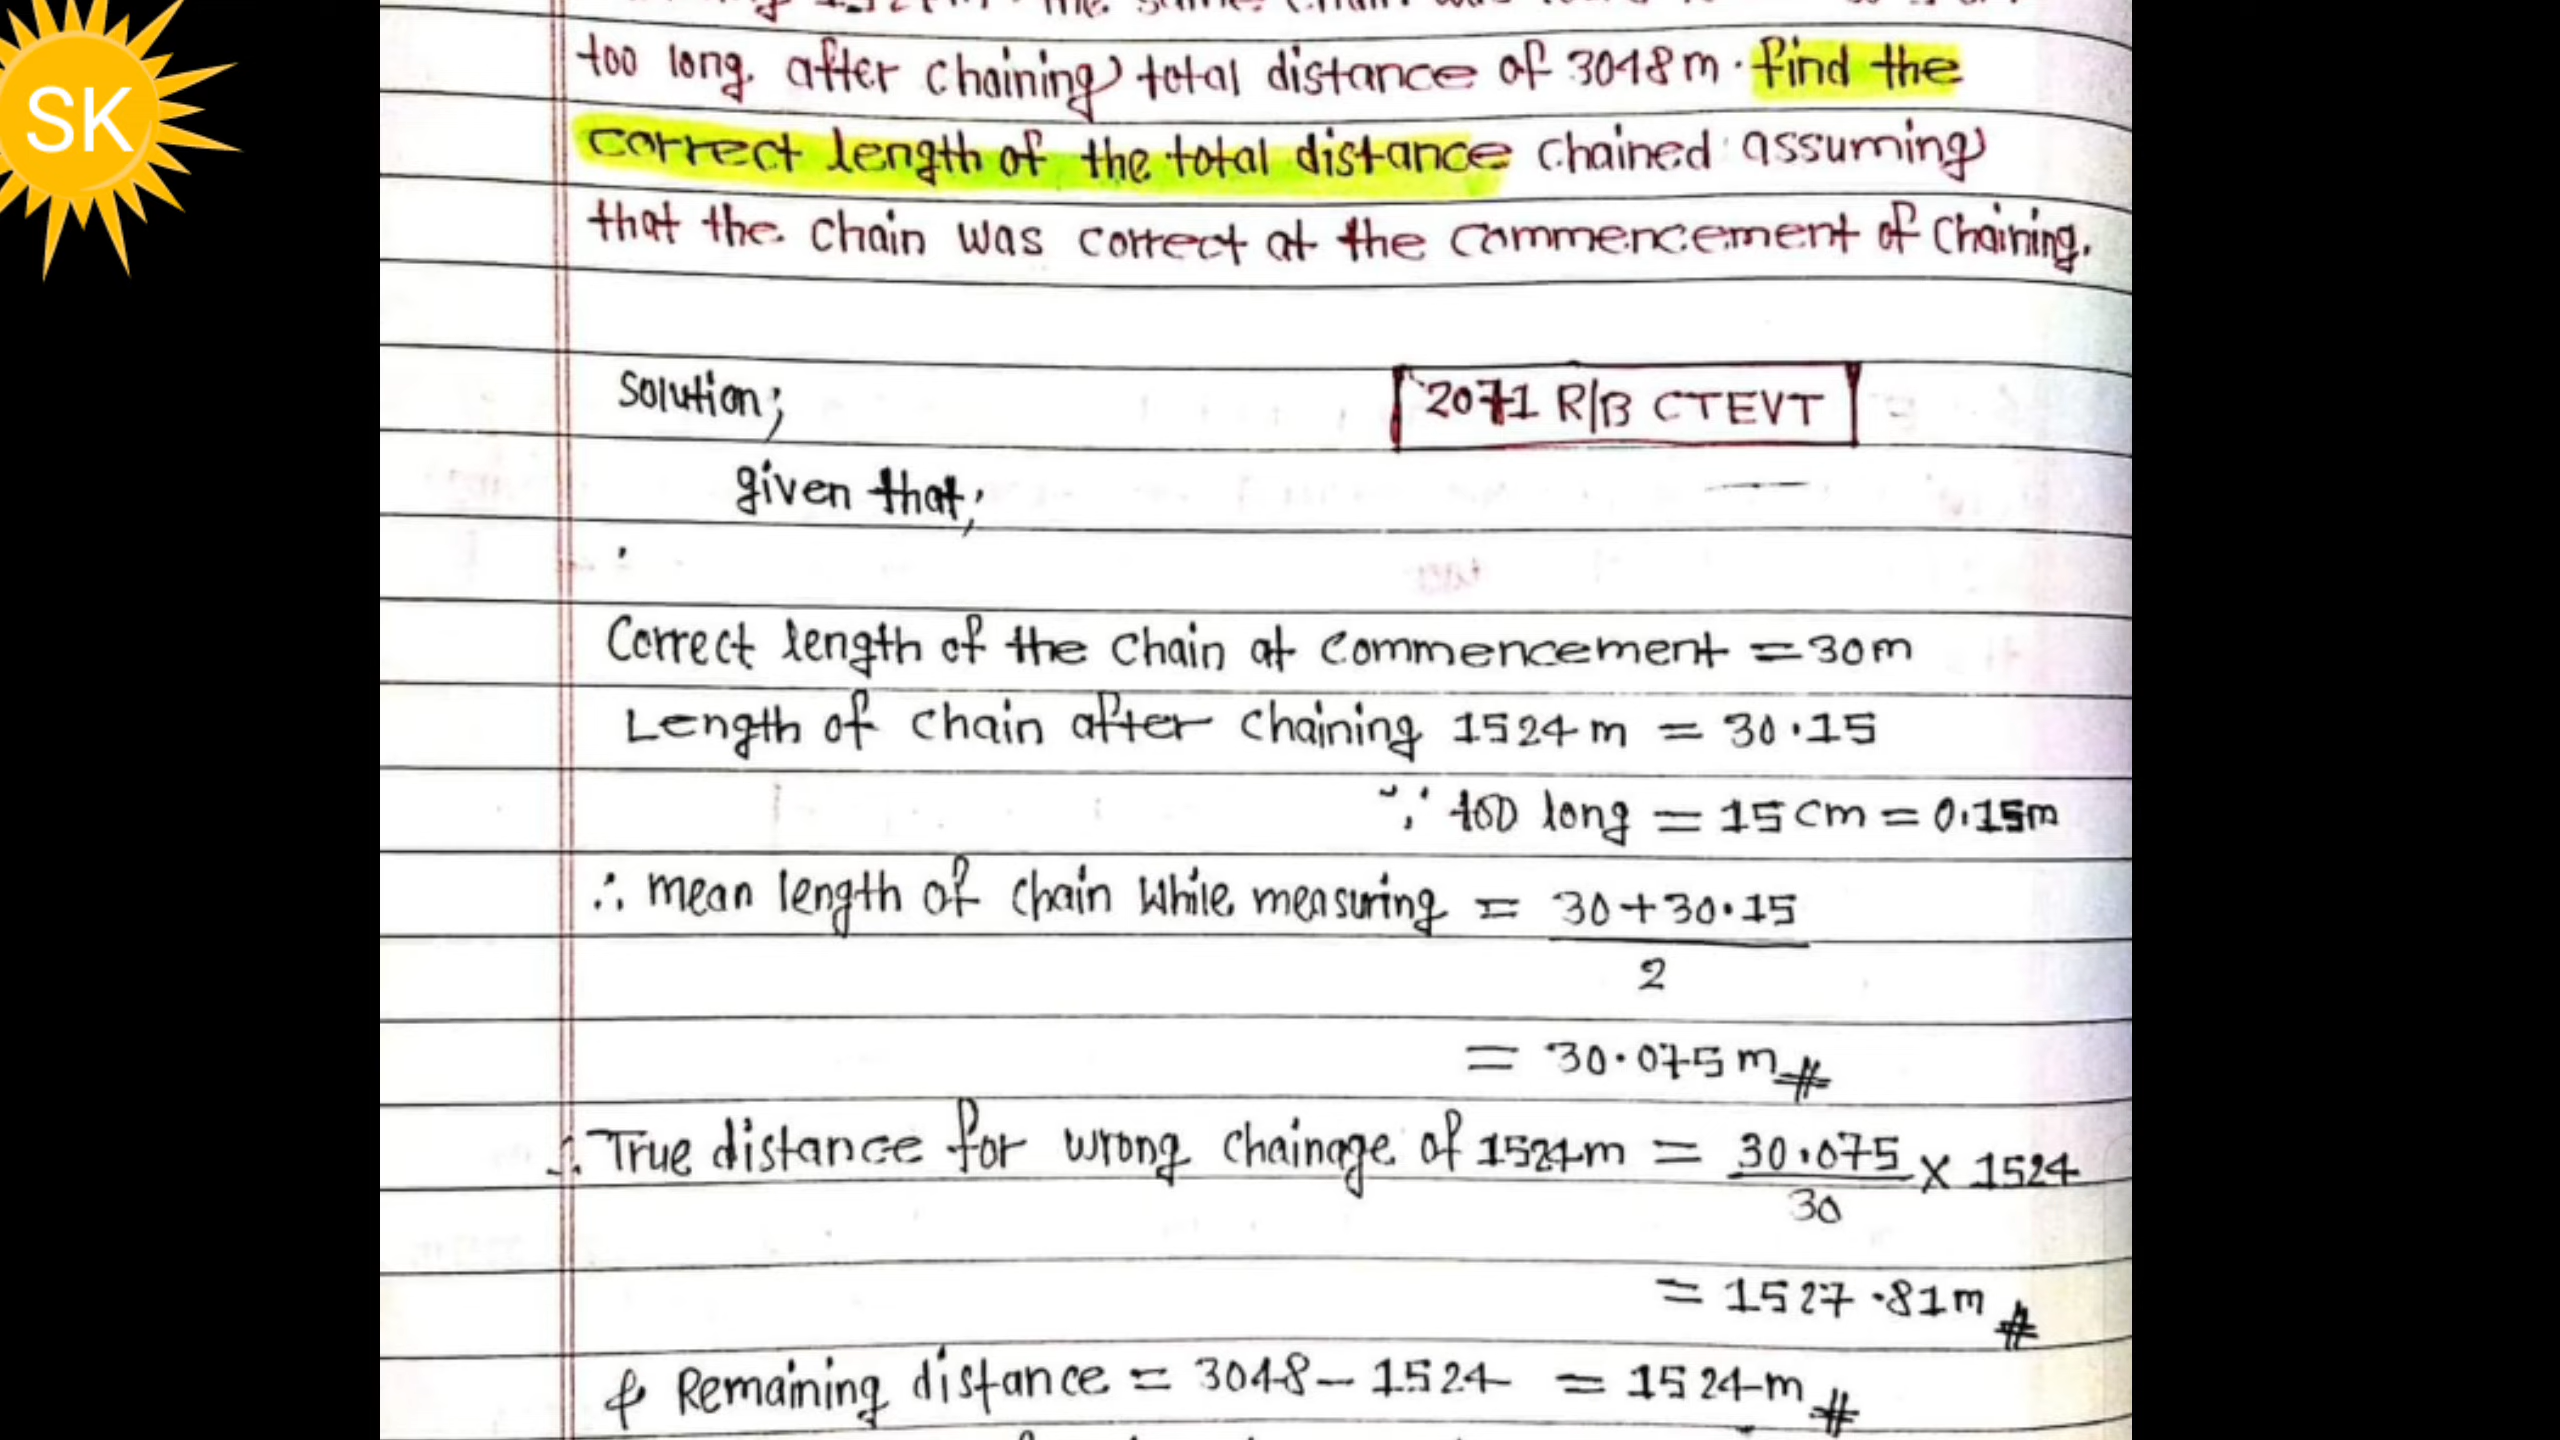 SK
too long after chaining total distance of 3048m. find the
correct length of the total distance chained assuming
that the chain was correct at the commencement of chaining.
Solution;
2071 R/B CTEVT
given that;
Correct length of the chain at commencement = 30m
Length of chain after chaining 1524m = 30.15
∵ too long = 15cm = 0.15m
∴ mean length of chain while measuring = 30+30.15
2
= 30.075m #
∴ True distance for wrong chainage of 1524m = 30.075 × 1524
30
= 1527.81m #
& Remaining distance = 3048 - 1524 = 1524m #